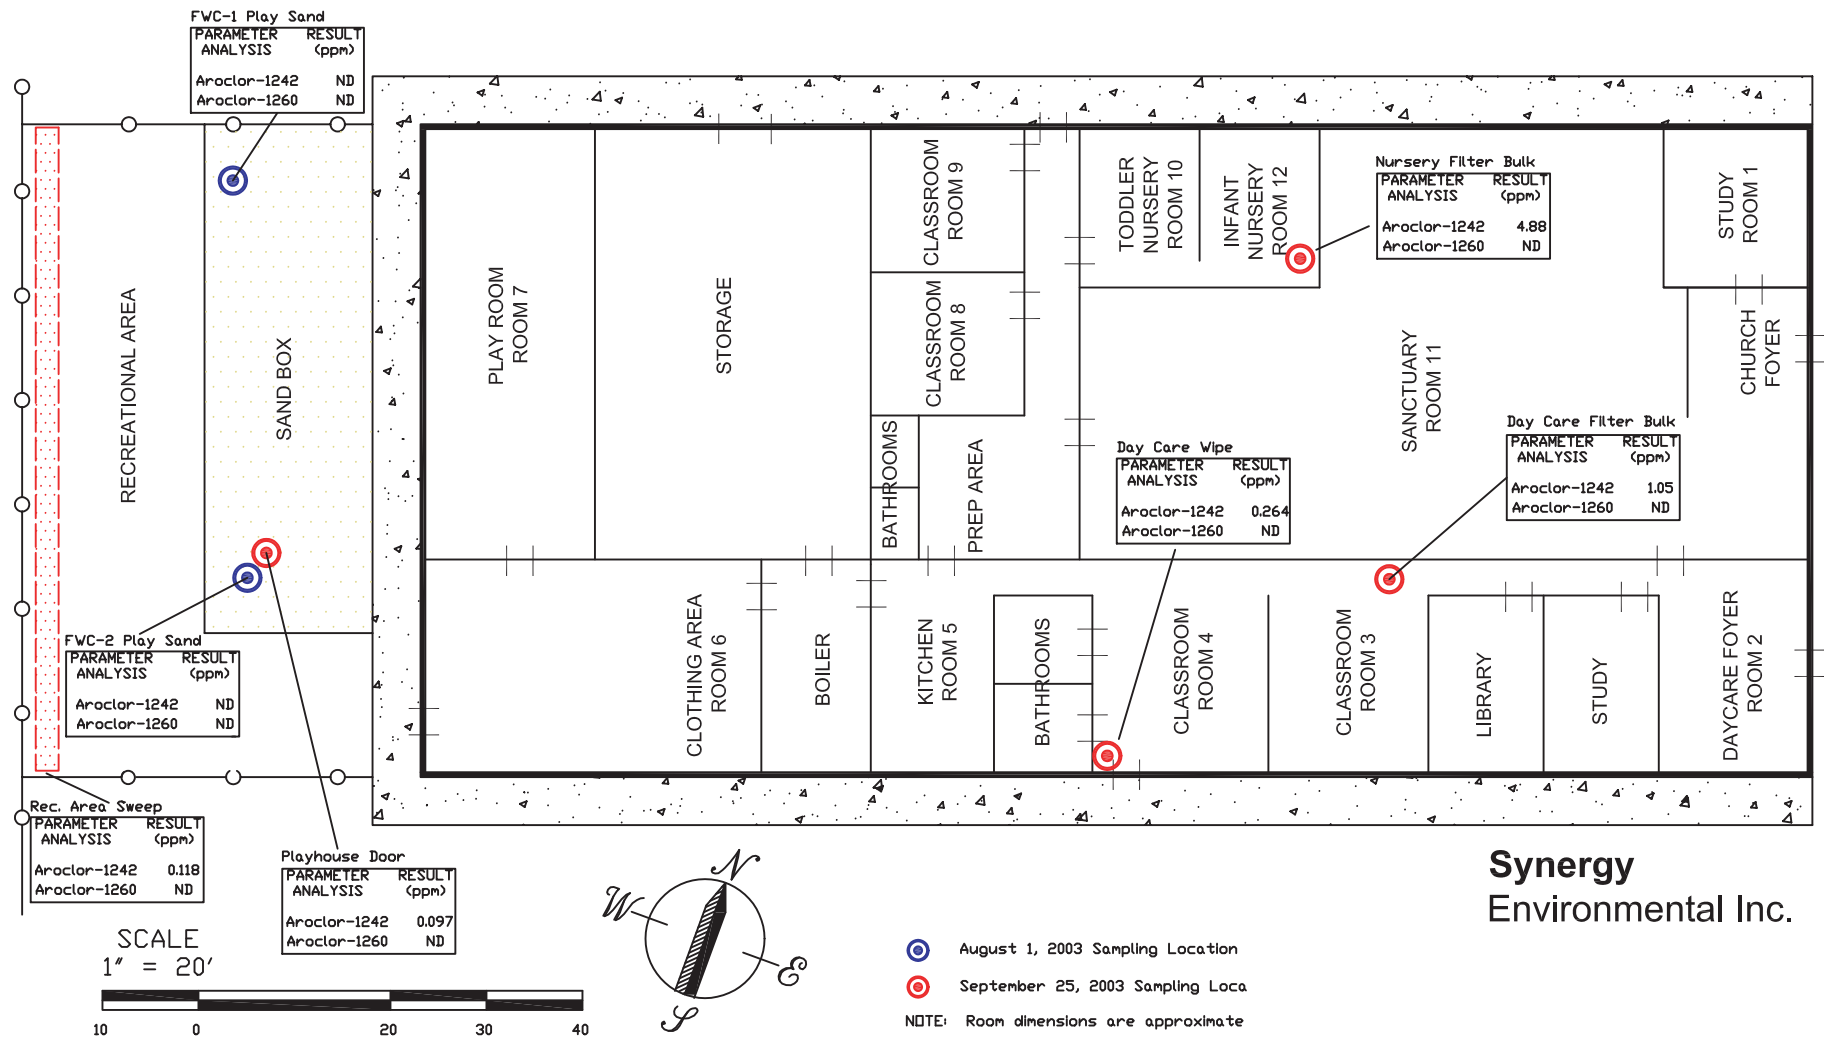 FWC-1 Play Sand
PARAMETER RESULT
ANALYSIS (ppm)
Aroclor-1242 ND
Aroclor-1260 ND
RECREATIONAL AREA
SAND BOX
PLAY ROOM
ROOM 7
STORAGE
CLASSROOM
ROOM 9
CLASSROOM
ROOM 8
BATHROOMS
PREP AREA
TODDLER
NURSERY
ROOM 10
INFANT
NURSERY
ROOM 12
Nursery Filter Bulk
PARAMETER RESULT
ANALYSIS (ppm)
Aroclor-1242 4.88
Aroclor-1260 ND
STUDY
ROOM 1
CHURCH
FOYER
SANCTUARY
ROOM 11
Day Care Filter Bulk
PARAMETER RESULT
ANALYSIS (ppm)
Aroclor-1242 1.05
Aroclor-1260 ND
Day Care Wipe
PARAMETER RESULT
ANALYSIS (ppm)
Aroclor-1242 0.264
Aroclor-1260 ND
CLOTHING AREA
ROOM 6
BOILER
KITCHEN
ROOM 5
BATHROOMS
CLASSROOM
ROOM 4
CLASSROOM
ROOM 3
LIBRARY
STUDY
DAYCARE FOYER
ROOM 2
FWC-2 Play Sand
PARAMETER RESULT
ANALYSIS (ppm)
Aroclor-1242 ND
Aroclor-1260 ND
Rec. Area Sweep
PARAMETER RESULT
ANALYSIS (ppm)
Aroclor-1242 0.118
Aroclor-1260 ND
Playhouse Door
PARAMETER RESULT
ANALYSIS (ppm)
Aroclor-1242 0.097
Aroclor-1260 ND
SCALE
1" = 20'
10 0 20 30 40
N
W
E
S
Synergy
Environmental Inc.
August 1, 2003 Sampling Location
September 25, 2003 Sampling Loca
NOTE: Room dimensions are approximate